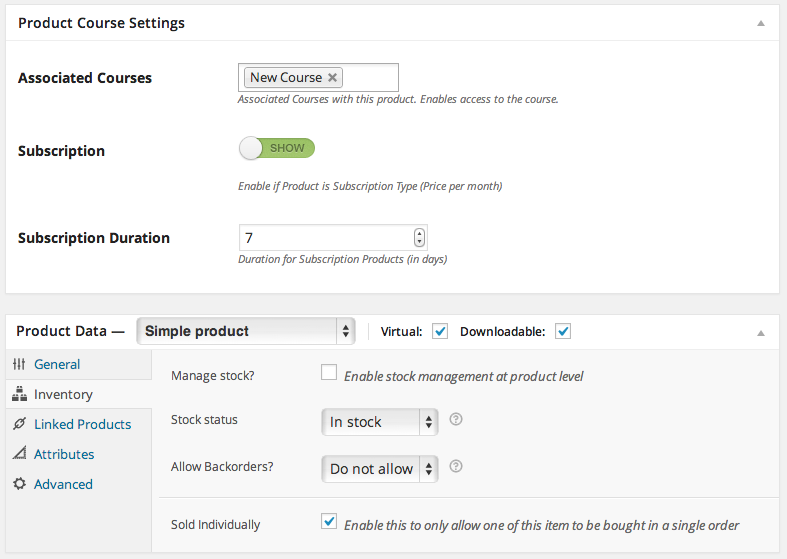 Product Course Settings
Associated Courses
New Course ×
Associated Courses with this product. Enables access to the course.
Subscription
SHOW
Enable if Product is Subscription Type (Price per month)
Subscription Duration
7
Duration for Subscription Products (in days)
Product Data — Simple product Virtual: Downloadable:
General
Inventory
Linked Products
Attributes
Advanced
Manage stock? Enable stock management at product level
Stock status In stock ?
Allow Backorders? Do not allow ?
Sold Individually Enable this to only allow one of this item to be bought in a single order